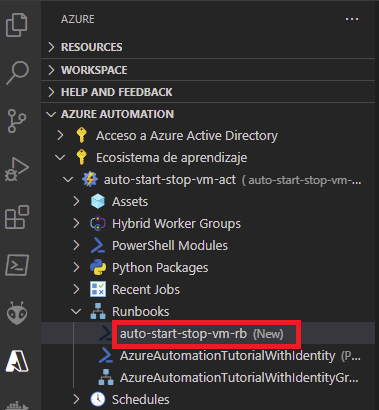 AZURE
RESOURCES
WORKSPACE
HELP AND FEEDBACK
AZURE AUTOMATION
Acceso a Azure Active Directory
Ecosistema de aprendizaje
auto-start-stop-vm-act ( auto-start-stop-vm-...
Assets
Hybrid Worker Groups
PowerShell Modules
Python Packages
Recent Jobs
Runbooks
auto-start-stop-vm-rb (New)
AzureAutomationTutorialWithIdentity (P...
AzureAutomationTutorialWithIdentityGr...
Schedules